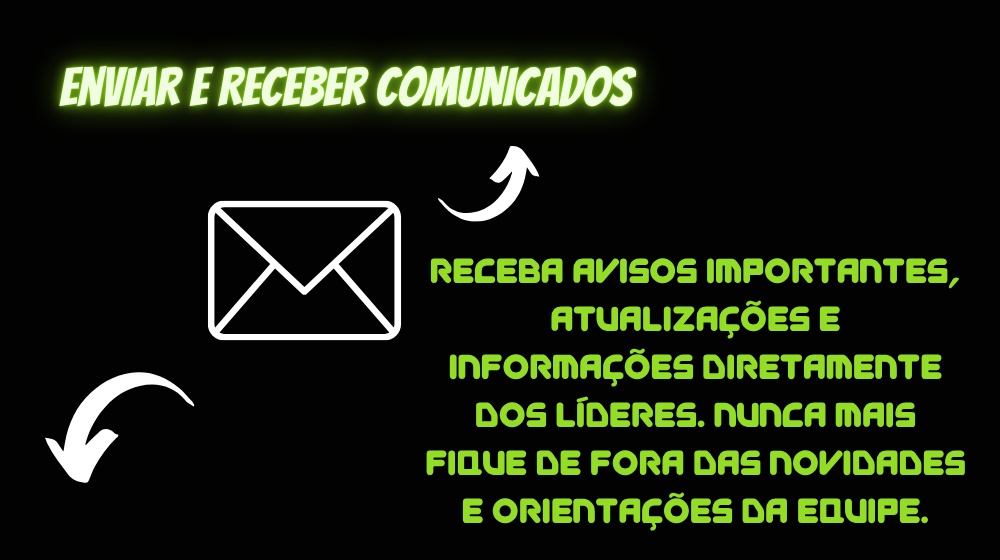 ENVIAR E RECEBER COMUNICADOS
RECEBA AVISOS IMPORTANTES,
ATUALIZAÇÕES E
INFORMAÇÕES DIRETAMENTE
DOS LÍDERES. NUNCA MAIS
FIQUE DE FORA DAS NOVIDADES
E ORIENTAÇÕES DA EQUIPE.